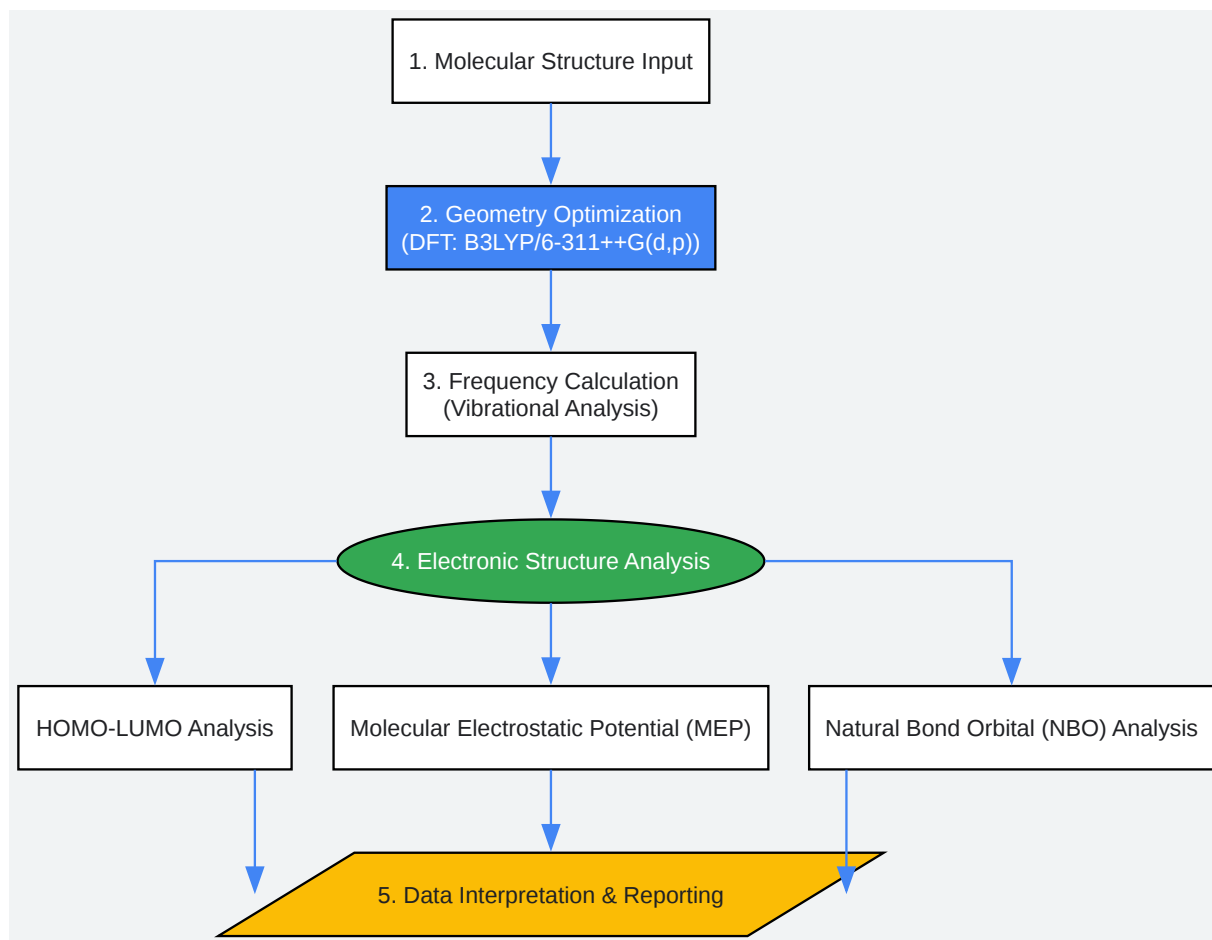 1. Molecular Structure Input
2. Geometry Optimization
(DFT: B3LYP/6-311++G(d,p))
3. Frequency Calculation
(Vibrational Analysis)
4. Electronic Structure Analysis
HOMO-LUMO Analysis
Molecular Electrostatic Potential (MEP)
Natural Bond Orbital (NBO) Analysis
5. Data Interpretation & Reporting